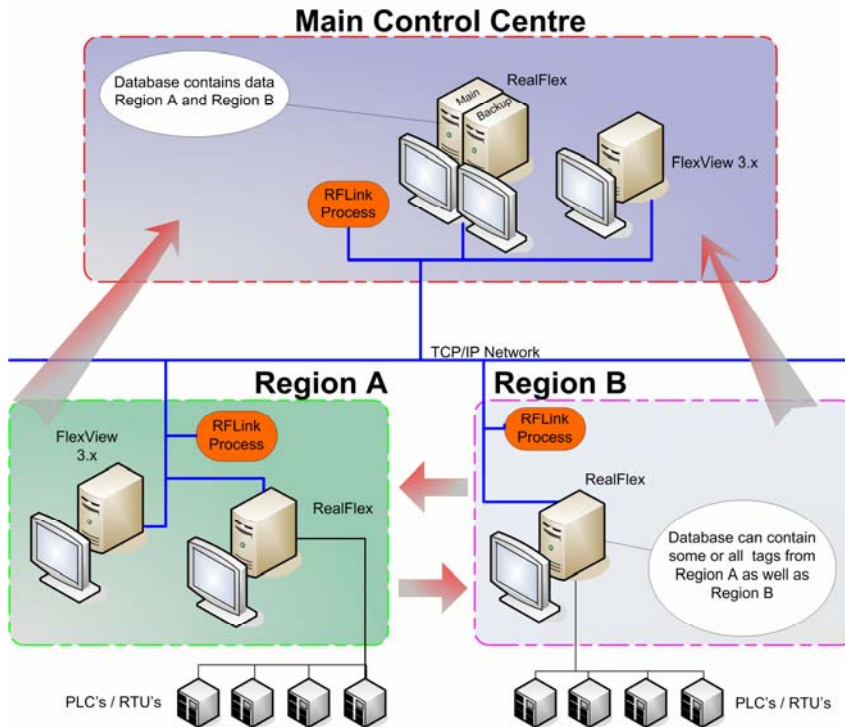 Main Control Centre
Database contains data
Region A and Region B
RealFlex
Main
Backup
FlexView 3.x
RFLink
Process
TCP/IP Network
Region A
Region B
FlexView
3.x
RFLink
Process
RealFlex
RFLink
Process
RealFlex
Database can contain
some or all tags from
Region A as well as
Region B
PLC's / RTU's
PLC's / RTU's